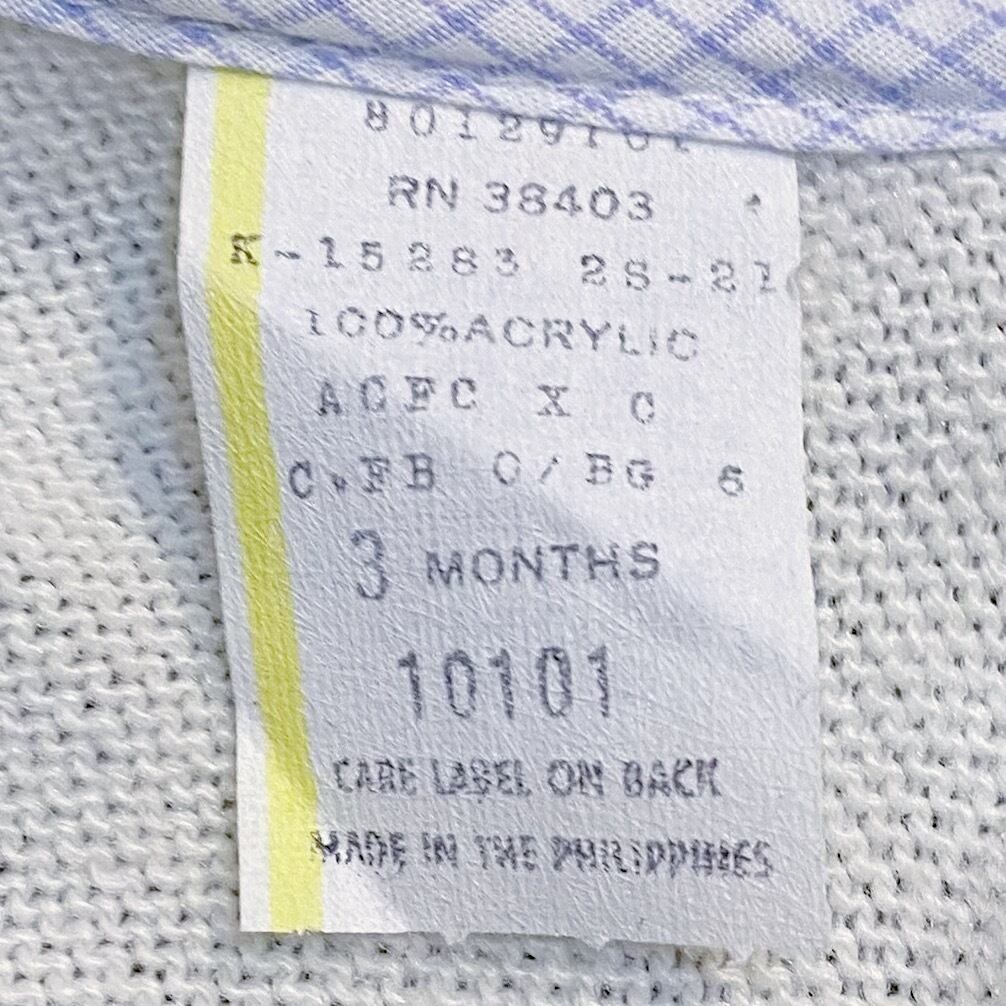 RN 38403
K-15283 2S-21
100%ACRYLIC
ACFC X C
C.FB C/BG 6
3 MONTHS
10101
CARE LABEL ON BACK
MADE IN THE PHILIPPINES